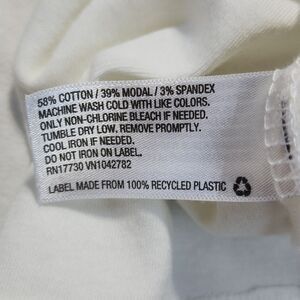 58% COTTON / 39% MODAL / 3% SPANDEX
MACHINE WASH COLD WITH LIKE COLORS.
ONLY NON-CHLORINE BLEACH IF NEEDED.
TUMBLE DRY LOW. REMOVE PROMPTLY.
COOL IRON IF NEEDED.
DO NOT IRON ON LABEL.
RN17730 VN1042782
LABEL MADE FROM 100% RECYCLED PLASTIC